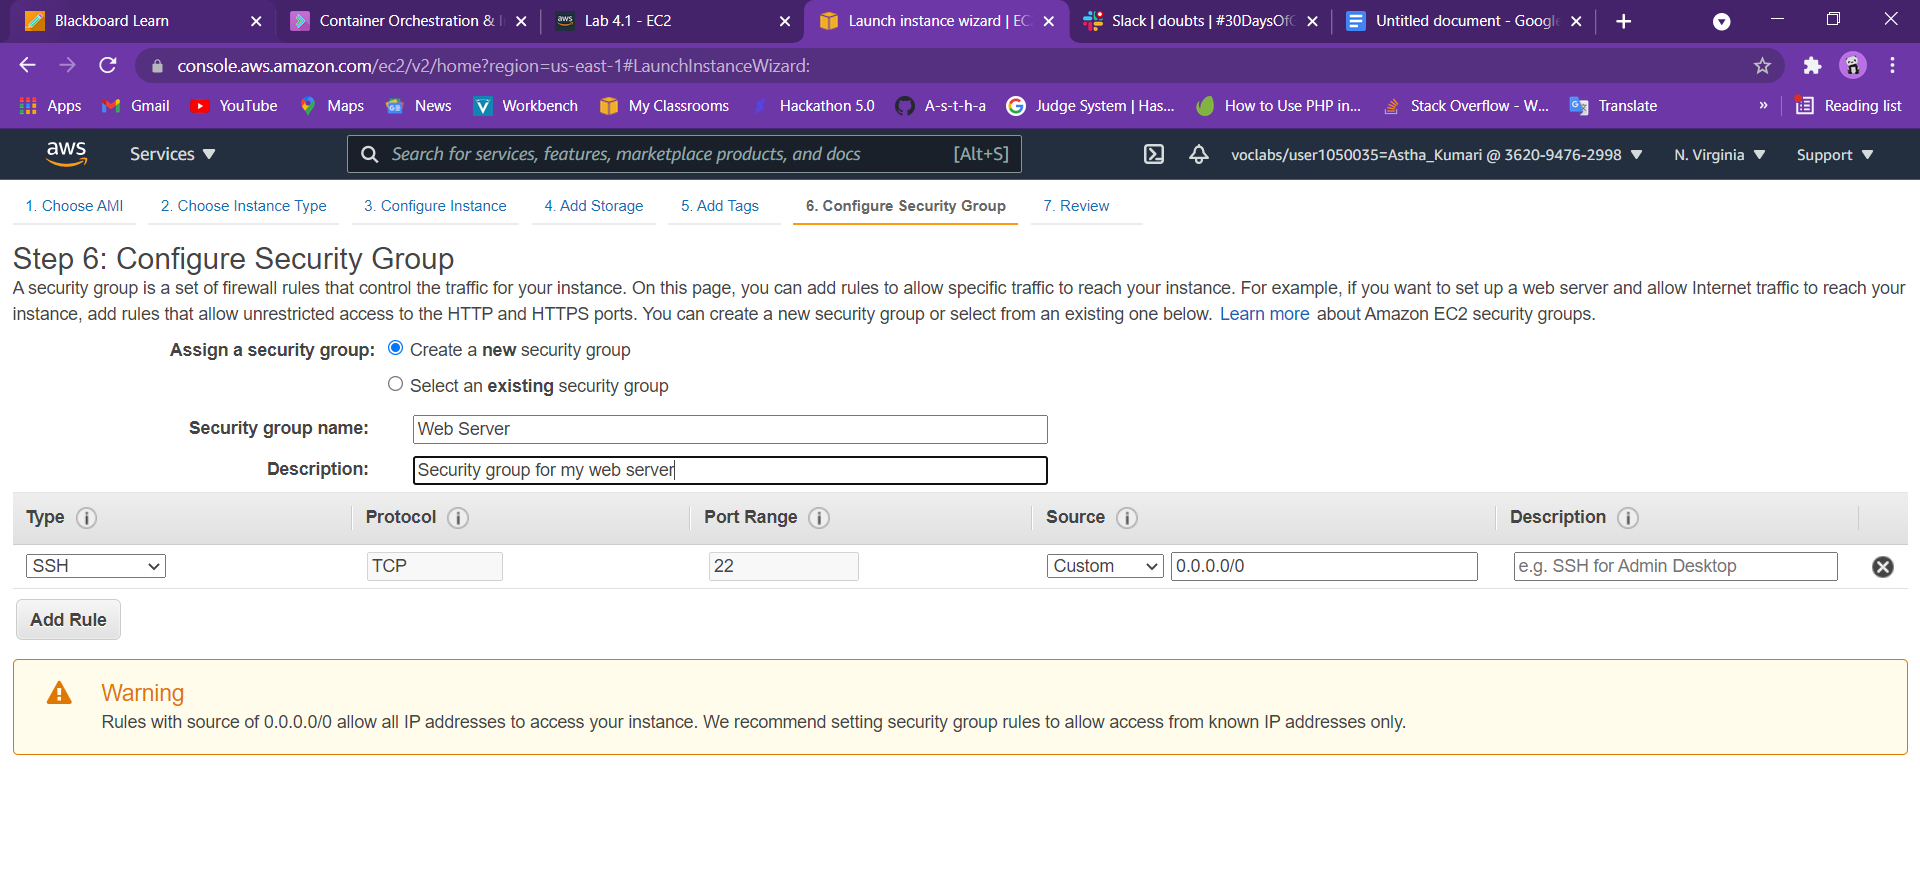 Blackboard Learn
Container Orchestration & I
aws Lab 4.1 - EC2
Launch instance wizard | EC
Slack | doubts | #30DaysOfG
Untitled document - Google
console.aws.amazon.com/ec2/v2/home?region=us-east-1#LaunchInstanceWizard:
Apps Gmail YouTube Maps News Workbench My Classrooms Hackathon 5.0 A-s-t-h-a Judge System | Has... How to Use PHP in... Stack Overflow - W... Translate » Reading list
aws Services Search for services, features, marketplace products, and docs [Alt+S] voclabs/user1050035=Astha_Kumari @ 3620-9476-2998 N. Virginia Support
1. Choose AMI 2. Choose Instance Type 3. Configure Instance 4. Add Storage 5. Add Tags 6. Configure Security Group 7. Review
Step 6: Configure Security Group
A security group is a set of firewall rules that control the traffic for your instance. On this page, you can add rules to allow specific traffic to reach your instance. For example, if you want to set up a web server and allow Internet traffic to reach your
instance, add rules that allow unrestricted access to the HTTP and HTTPS ports. You can create a new security group or select from an existing one below. Learn more about Amazon EC2 security groups.
Assign a security group: Create a new security group
Select an existing security group
Security group name: Web Server
Description: Security group for my web server
Type Protocol Port Range Source Description
SSH TCP 22 Custom 0.0.0.0/0 e.g. SSH for Admin Desktop
Add Rule
Warning
Rules with source of 0.0.0.0/0 allow all IP addresses to access your instance. We recommend setting security group rules to allow access from known IP addresses only.